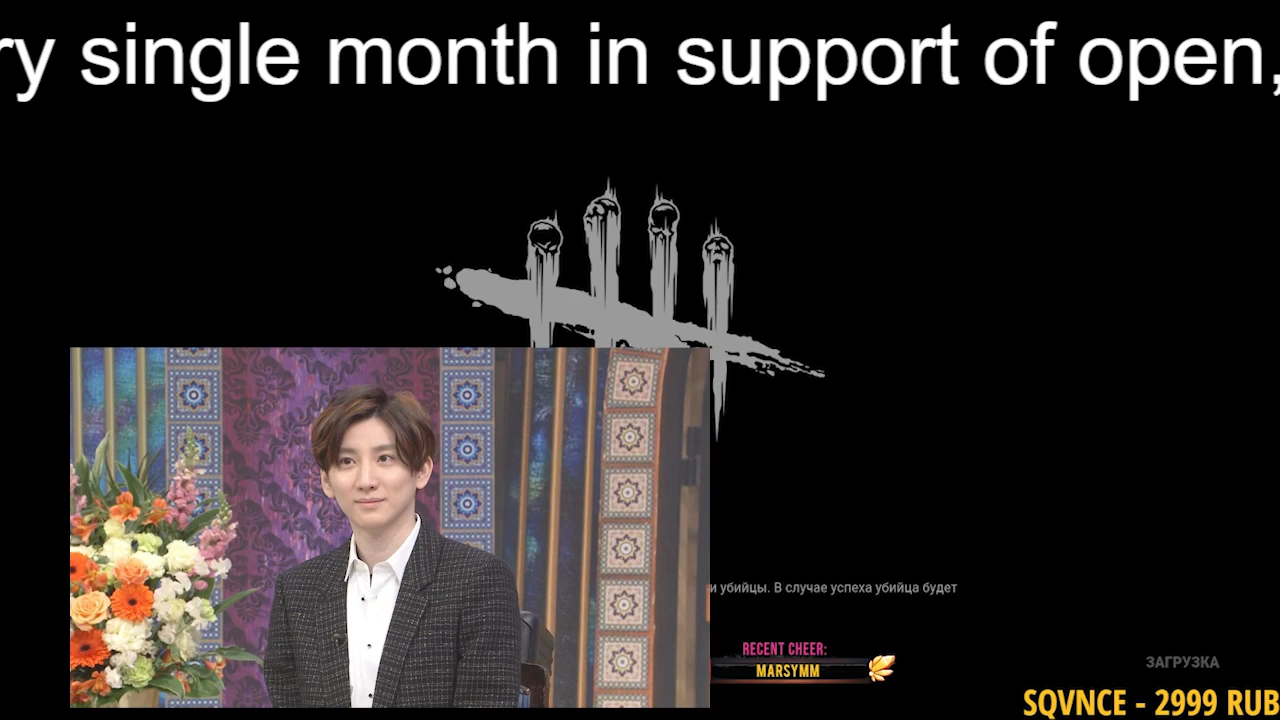 ry single month in support of open,
и убийцы. В случае успеха убийца будет
RECENT CHEER:
MARSYMM
ЗАГРУЗКА
SQVNCE - 2999 RUB